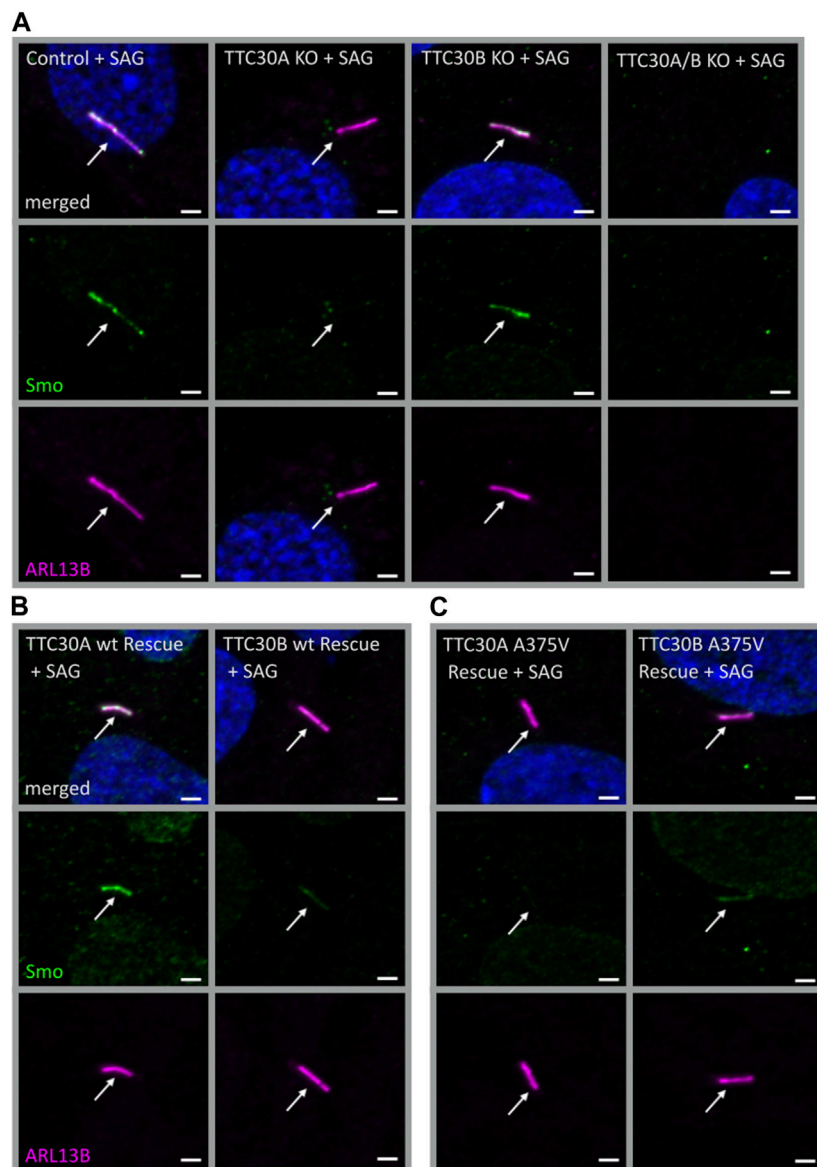 A
Control + SAG
TTC30A KO + SAG
TTC30B KO + SAG
TTC30A/B KO + SAG
merged
Smo
ARL13B
B
TTC30A wt Rescue
+ SAG
TTC30B wt Rescue
+ SAG
merged
Smo
ARL13B
C
TTC30A A375V
Rescue + SAG
TTC30B A375V
Rescue + SAG